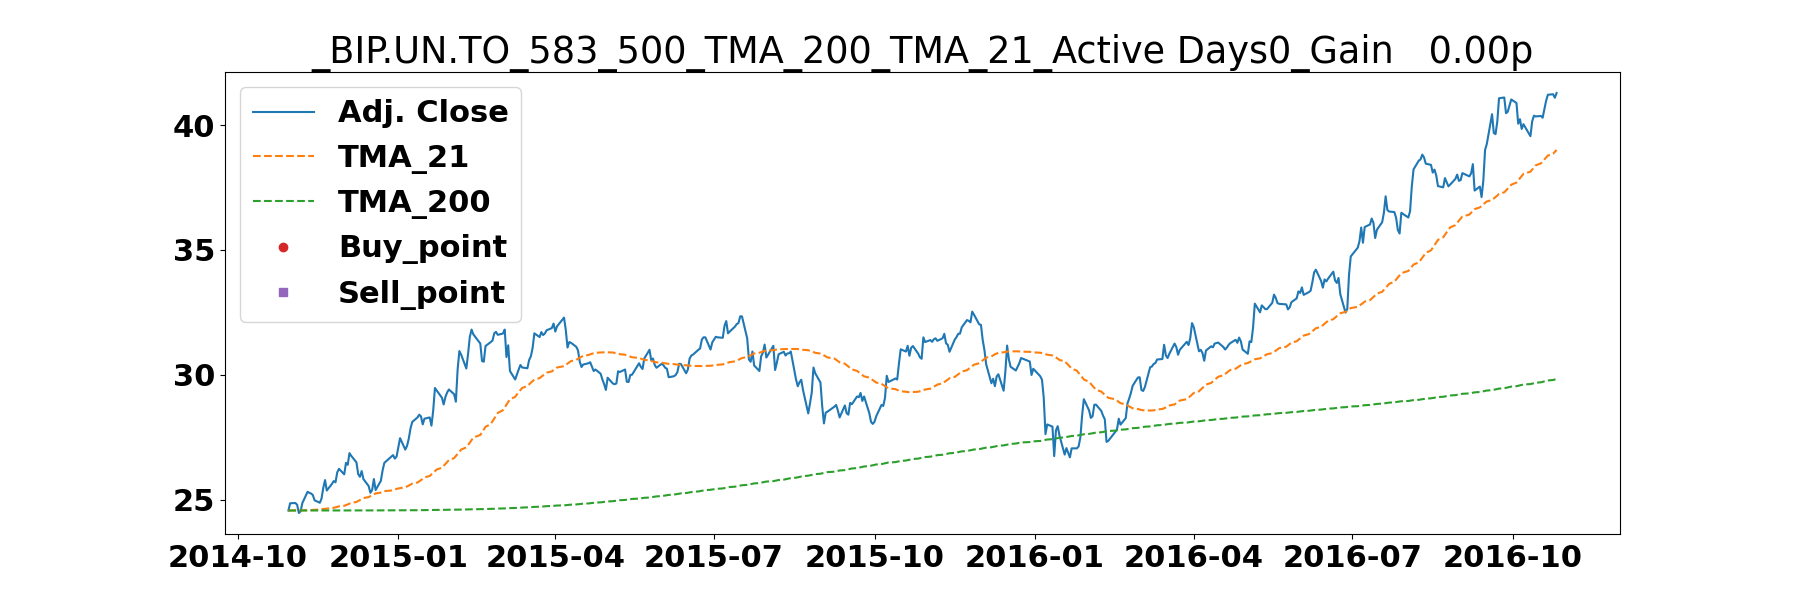 _BIP.UN.TO_583_500_TMA_200_TMA_21_Active Days0_Gain   0.00p
Adj. Close
TMA_21
TMA_200
Buy_point
Sell_point
40
35
30
25
2014-10 2015-01 2015-04 2015-07 2015-10 2016-01 2016-04 2016-07 2016-10